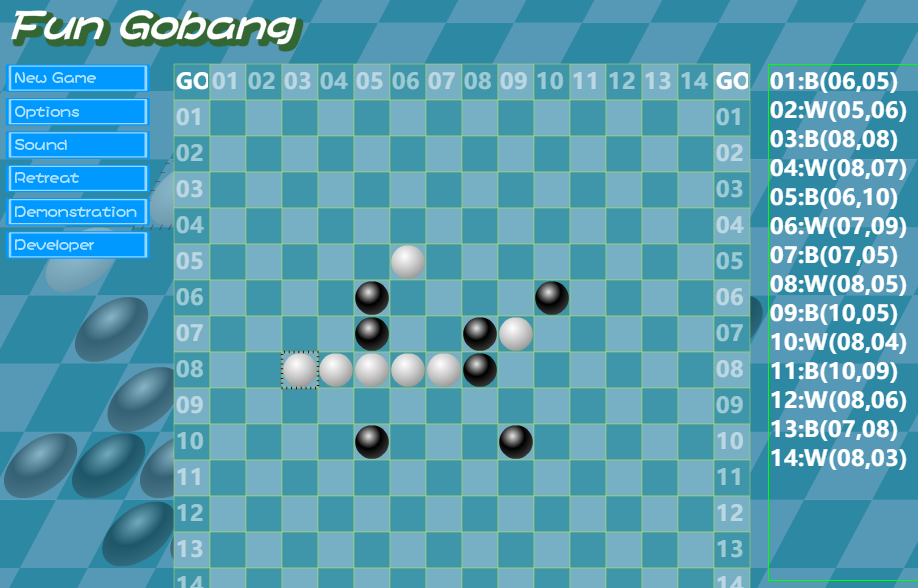 Fun Gobang
New Game
Options
Sound
Retreat
Demonstration
Developer
GO 01 02 03 04 05 06 07 08 09 10 11 12 13 14 GO
01 01
02 02
03 03
04 04
05 05
06 06
07 07
08 08
09 09
10 10
11 11
12 12
13 13
14 14
01:B(06,05)
02:W(05,06)
03:B(08,08)
04:W(08,07)
05:B(06,10)
06:W(07,09)
07:B(07,05)
08:W(08,05)
09:B(10,05)
10:W(08,04)
11:B(10,09)
12:W(08,06)
13:B(07,08)
14:W(08,03)